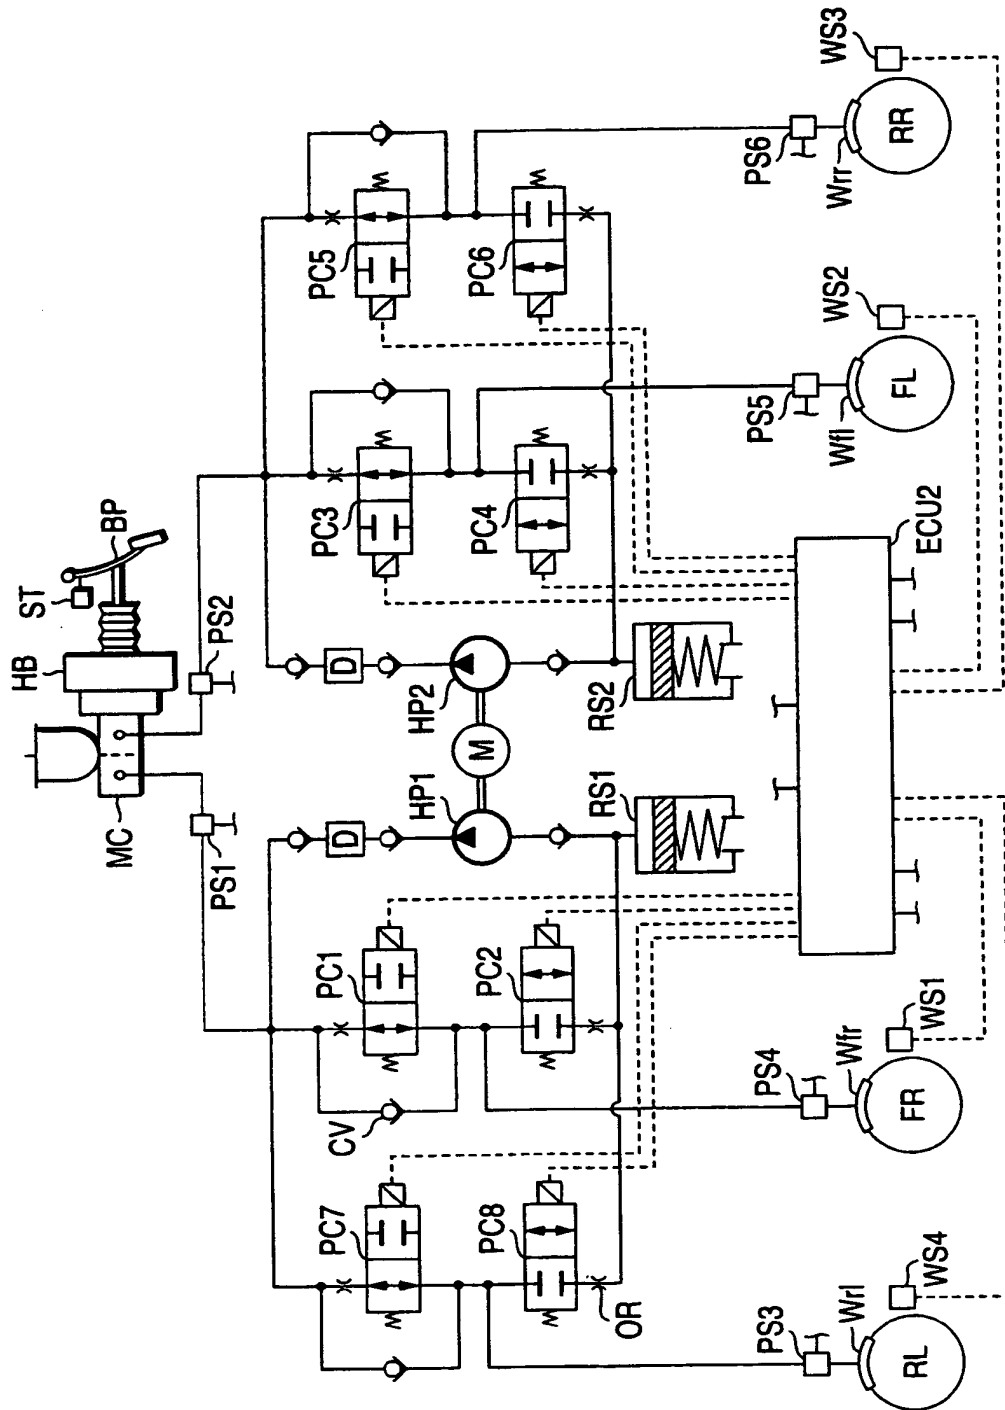 HB
ST
BP
MC
PS1
PS2
D
D
HP1
M
HP2
RS1
RS2
PC7
CV
PC1
PC3
PC5
PC8
PC2
PC4
PC6
OR
PS3
PS4
PS5
PS6
Wrl
Wfr
Wfl
Wrr
RL
FR
FL
RR
WS4
WS1
WS2
WS3
ECU2